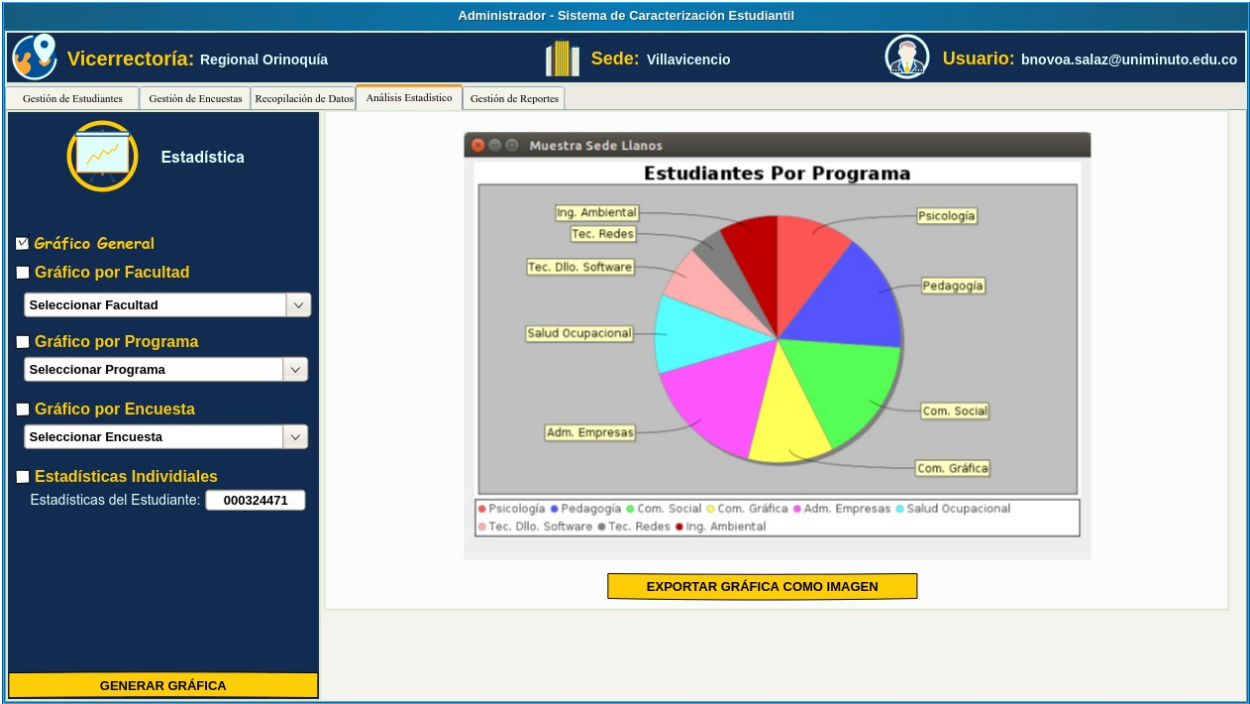 Administrador - Sistema de Caracterización Estudiantil
Vicerrectoría: Regional Orinoquía
Sede: Villavicencio
Usuario: bnovoa.salaz@uniminuto.edu.co
Gestión de Estudiantes
Gestión de Encuestas
Recopilación de Datos
Análisis Estadístico
Gestión de Reportes
Estadística
Gráfico General
Gráfico por Facultad
Seleccionar Facultad
Gráfico por Programa
Seleccionar Programa
Gráfico por Encuesta
Seleccionar Encuesta
Estadísticas Individiales
Estadísticas del Estudiante: 000324471
GENERAR GRÁFICA
Muestra Sede Llanos
Estudiantes Por Programa
Ing. Ambiental
Psicología
Tec. Redes
Tec. Dllo. Software
Pedagogía
Salud Ocupacional
Com. Social
Adm. Empresas
Com. Gráfica
Psicología Pedagogía Com. Social Com. Gráfica Adm. Empresas Salud Ocupacional
Tec. Dllo. Software Tec. Redes Ing. Ambiental
EXPORTAR GRÁFICA COMO IMAGEN